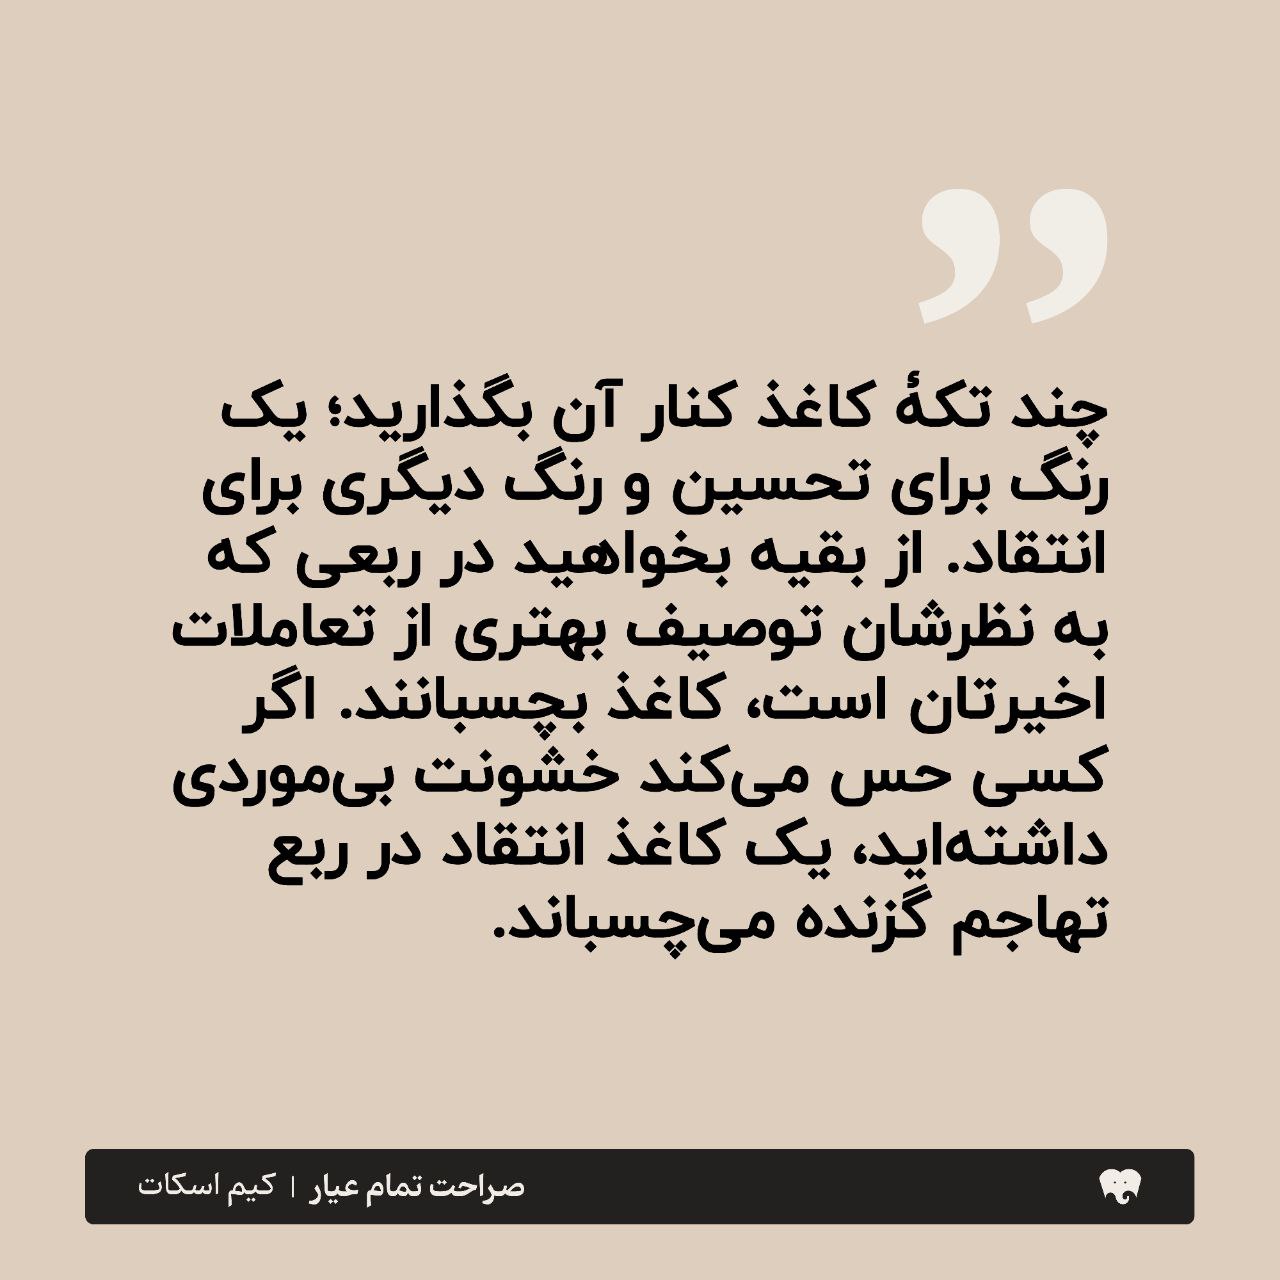 ”
چند تکهٔ کاغذ کنار آن بگذارید؛ یک
رنگ برای تحسین و رنگ دیگری برای
انتقاد. از بقیه بخواهید در ربعی که
به نظرشان توصیف بهتری از تعاملات
اخیرتان است، کاغذ بچسبانند. اگر
کسی حس می‌کند خشونت بی‌موردی
داشته‌اید، یک کاغذ انتقاد در ربع
تهاجم گزنده می‌چسباند.
صراحت تمام عیار | کیم اسکات